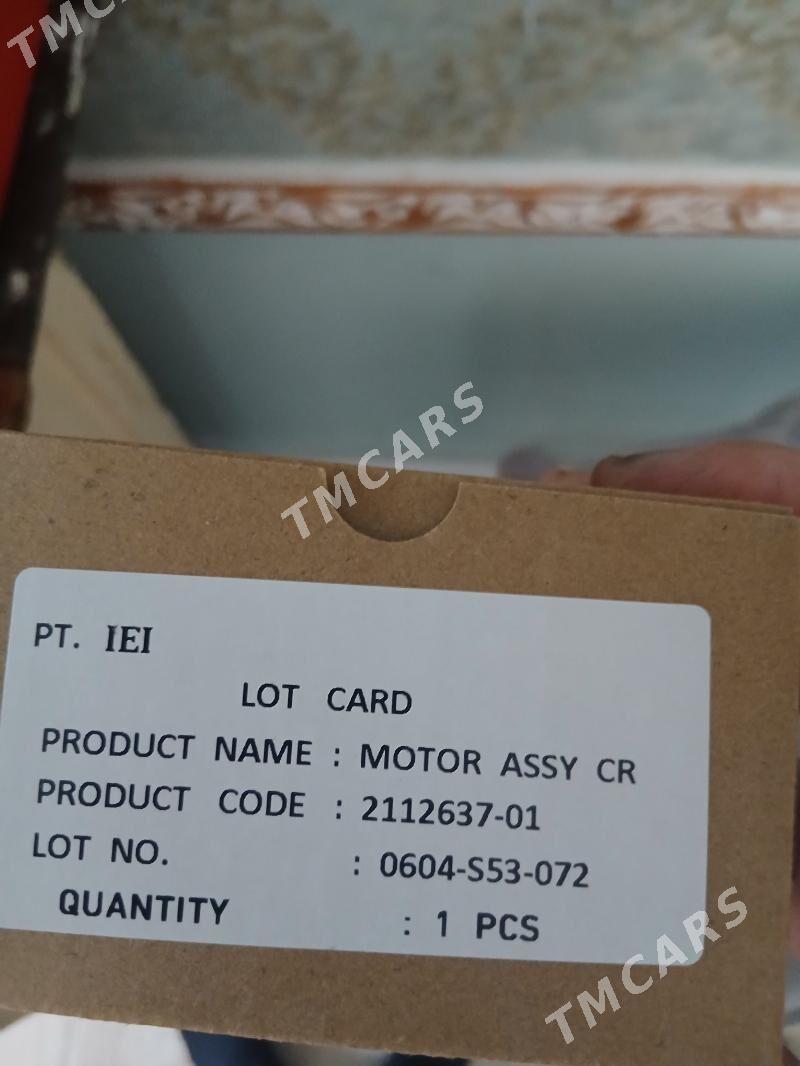 TMCARS
TMCARS
PT. IEI
LOT CARD
PRODUCT NAME : MOTOR ASSY CR
PRODUCT CODE : 2112637-01
LOT NO. : 0604-S53-072
QUANTITY : 1 PCS
TMCARS